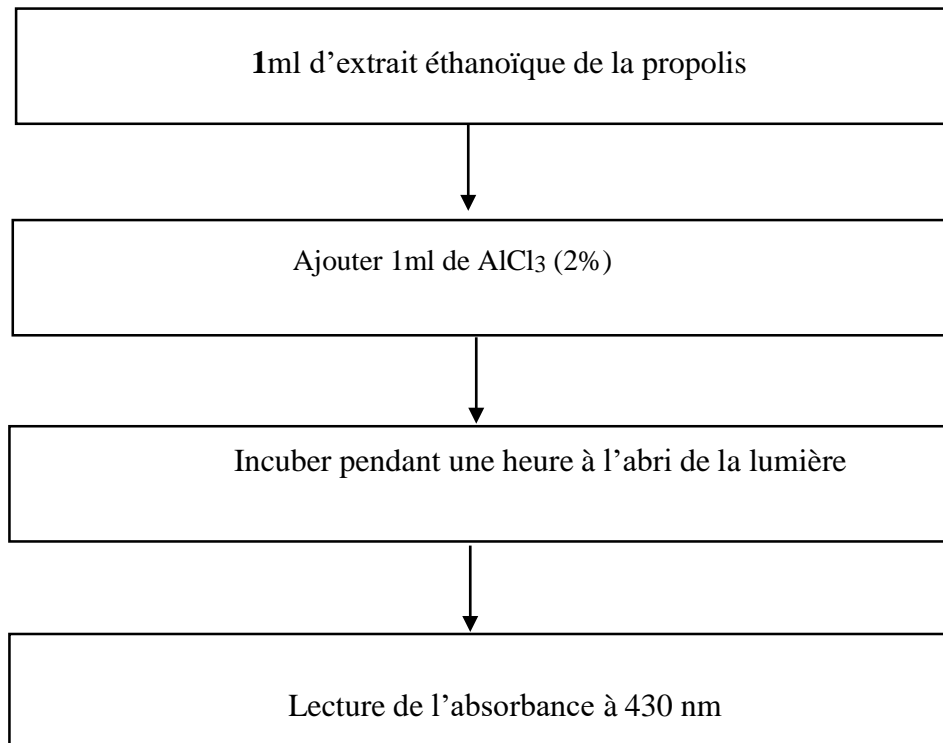 1ml d’extrait éthanoïque de la propolis
Ajouter 1ml de AlCl3 (2%)
Incuber pendant une heure à l’abri de la lumière
Lecture de l’absorbance à 430 nm